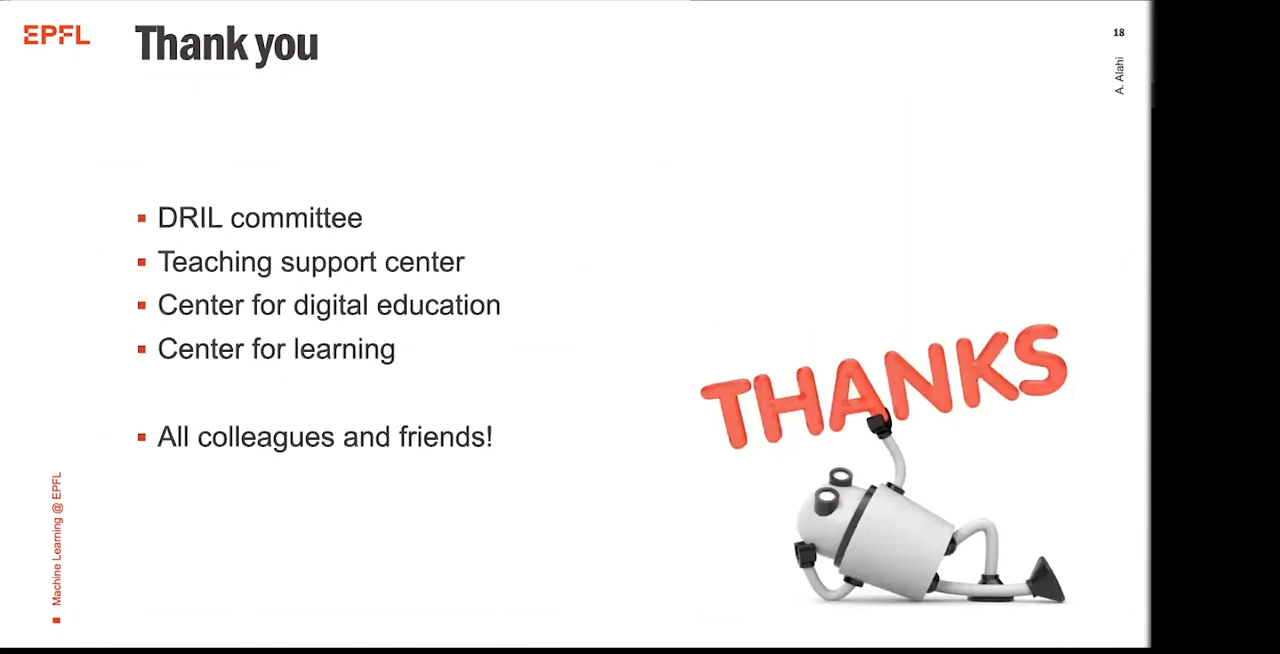 EPFL
Thank you
18
A. Alahi
DRIL committee
Teaching support center
Center for digital education
Center for learning
All colleagues and friends!
THANKS
Machine Learning @ EPFL